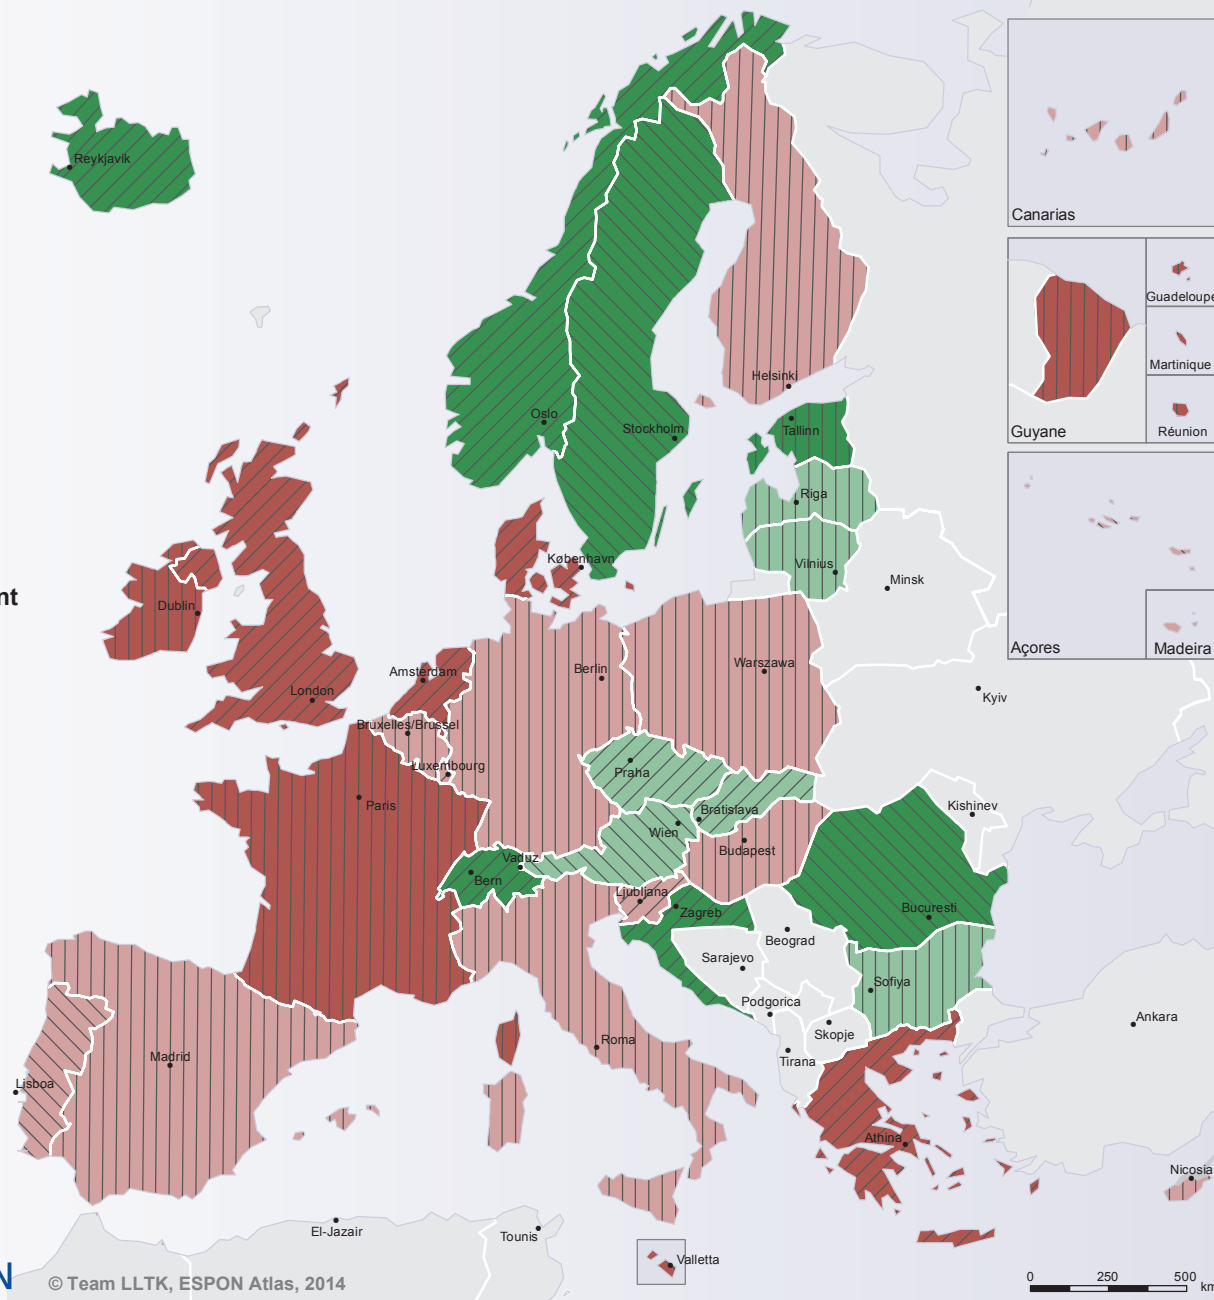 Reykjavík
Canarias
Guadeloupe
Martinique
Réunion
Guyane
Helsinki
Oslo
Stockholm
Tallinn
Riga
Vilnius
København
Minsk
nt
Dublin
Açores
Madeira
Amsterdam
Berlin
Warszawa
London
Kyiv
Bruxelles/Brussel
Luxembourg
Praha
Paris
Bratislava
Kishinev
Wien
Budapest
Vaduz
Bern
Ljubljana
Zagreb
Bucuresti
Beograd
Sarajevo
Sofiya
Podgorica
Skopje
Ankara
Roma
Madrid
Tirana
Lisboa
Athina
Nicosia
El-Jazair
Tounis
Valletta
N
© Team LLTK, ESPON Atlas, 2014
0 250 500
km